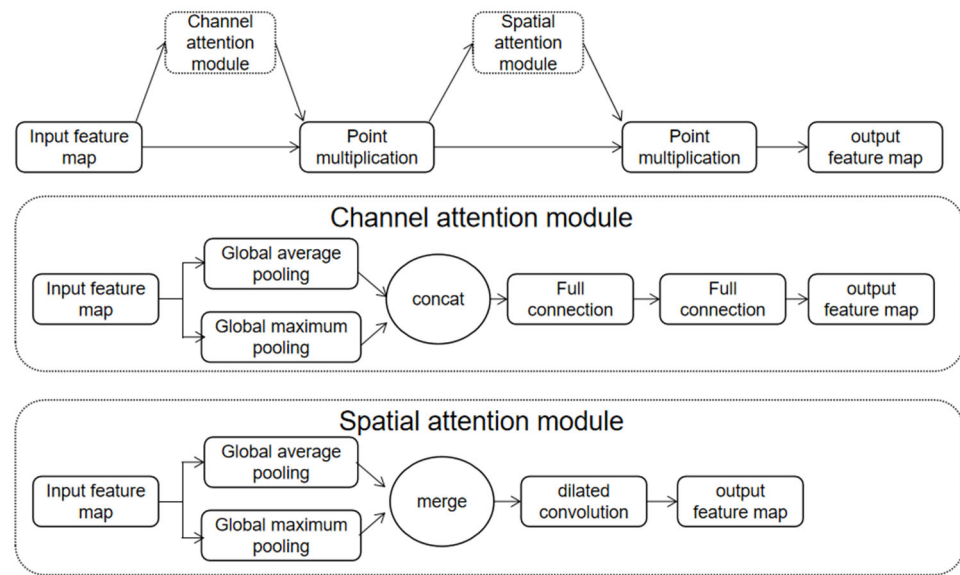 Channel
attention
module
Spatial
attention
module
Input feature
map
Point
multiplication
Point
multiplication
output
feature map
Channel attention module
Input feature
map
Global average
pooling
Global maximum
pooling
concat
Full
connection
Full
connection
output
feature map
Spatial attention module
Input feature
map
Global average
pooling
Global maximum
pooling
merge
dilated
convolution
output
feature map